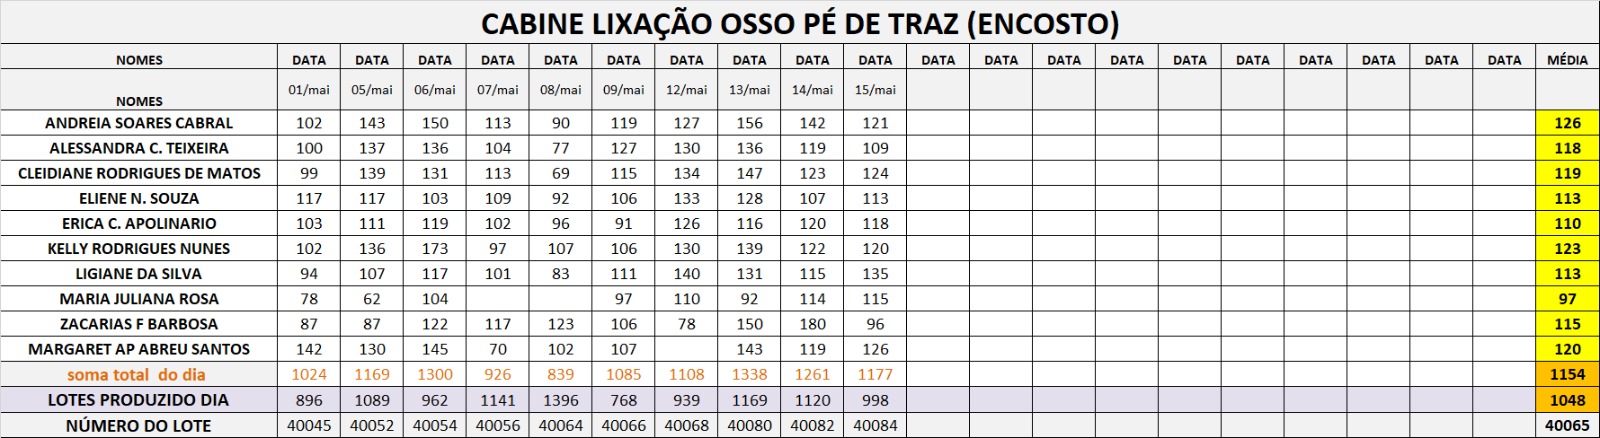 CABINE LIXAÇÃO OSSO PÉ DE TRAZ (ENCOSTO)
NOMES DATA DATA DATA DATA DATA DATA DATA DATA DATA DATA DATA DATA DATA DATA DATA DATA DATA DATA DATA DATA MÉDIA
NOMES 01/mai 05/mai 06/mai 07/mai 08/mai 09/mai 12/mai 13/mai 14/mai 15/mai
ANDREIA SOARES CABRAL 102 143 150 113 90 119 127 156 142 121 126
ALESSANDRA C. TEIXEIRA 100 137 136 104 77 127 130 136 119 109 118
CLEIDIANE RODRIGUES DE MATOS 99 139 131 113 69 115 134 147 123 124 119
ELIENE N. SOUZA 117 117 103 109 92 106 133 128 107 113 113
ERICA C. APOLINARIO 103 111 119 102 96 91 126 116 120 118 110
KELLY RODRIGUES NUNES 102 136 173 97 107 106 130 139 122 120 123
LIGIANE DA SILVA 94 107 117 101 83 111 140 131 115 135 113
MARIA JULIANA ROSA 78 62 104 97 110 92 114 115 97
ZACARIAS F BARBOSA 87 87 122 117 123 106 78 150 180 96 115
MARGARET AP ABREU SANTOS 142 130 145 70 102 107 143 119 126 120
soma total do dia 1024 1169 1300 926 839 1085 1108 1338 1261 1177 1154
LOTES PRODUZIDO DIA 896 1089 962 1141 1396 768 939 1169 1120 998 1048
NÚMERO DO LOTE 40045 40052 40054 40056 40064 40066 40068 40080 40082 40084 40065